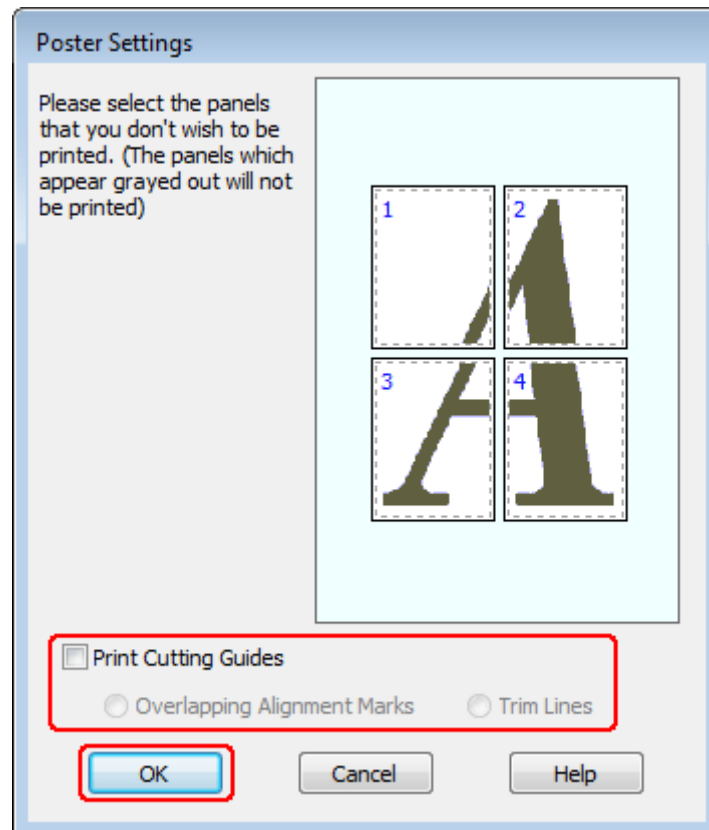 Poster Settings
Please select the panels
that you don't wish to be
printed. (The panels which
appear grayed out will not
be printed)
1 2
3 4
Print Cutting Guides
Overlapping Alignment Marks Trim Lines
OK Cancel Help